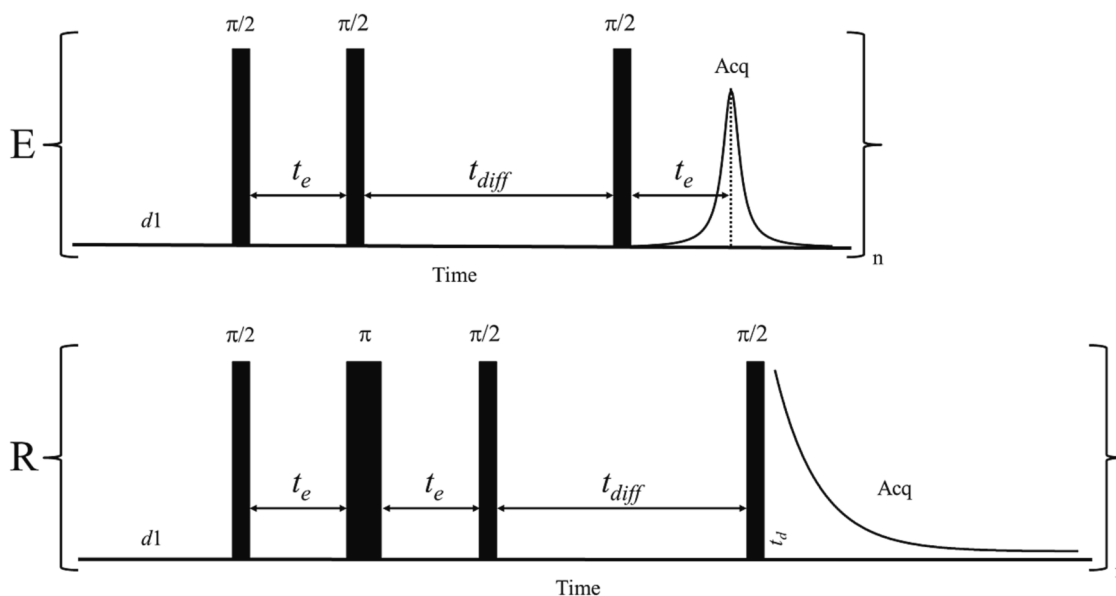 π/2 π/2 π/2
Acq
E
t_e t_diff t_e
d1
n
Time
π/2 π π/2 π/2
R
t_e t_e t_diff
Acq
d1
t_d
Time